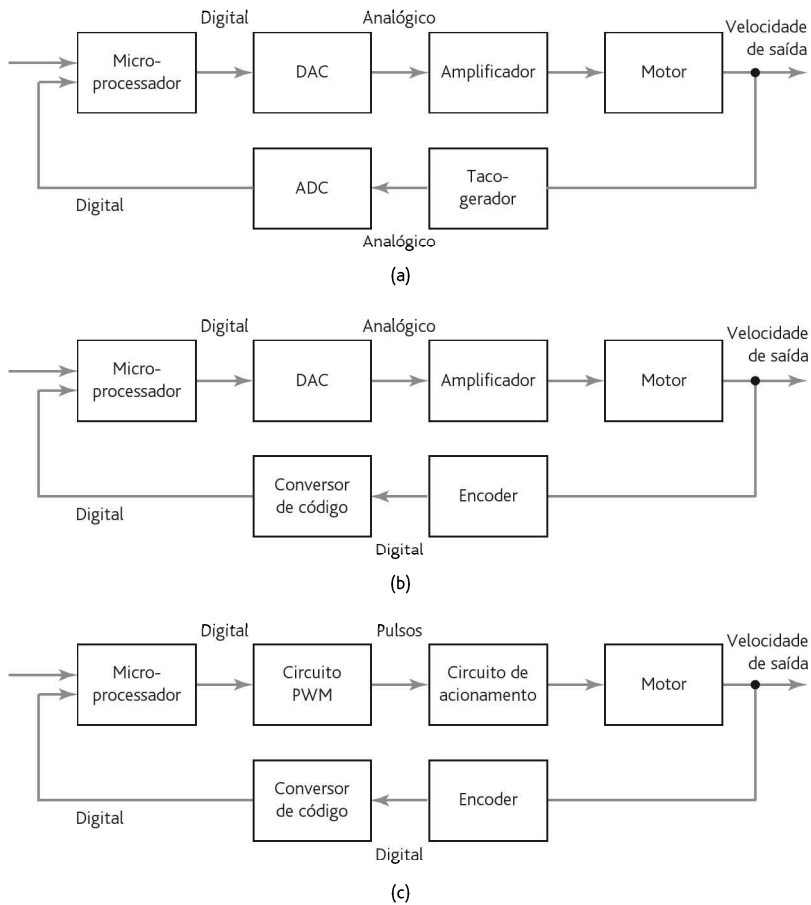 Digital
Analógico
Velocidade
de saída
Micro-
processador
DAC
Amplificador
Motor
ADC
Taco-
gerador
Digital
Analógico
(a)
Digital
Analógico
Velocidade
de saída
Micro-
processador
DAC
Amplificador
Motor
Conversor
de código
Encoder
Digital
Digital
(b)
Digital
Pulsos
Velocidade
de saída
Micro-
processador
Circuito
PWM
Circuito de
acionamento
Motor
Conversor
de código
Encoder
Digital
Digital
(c)